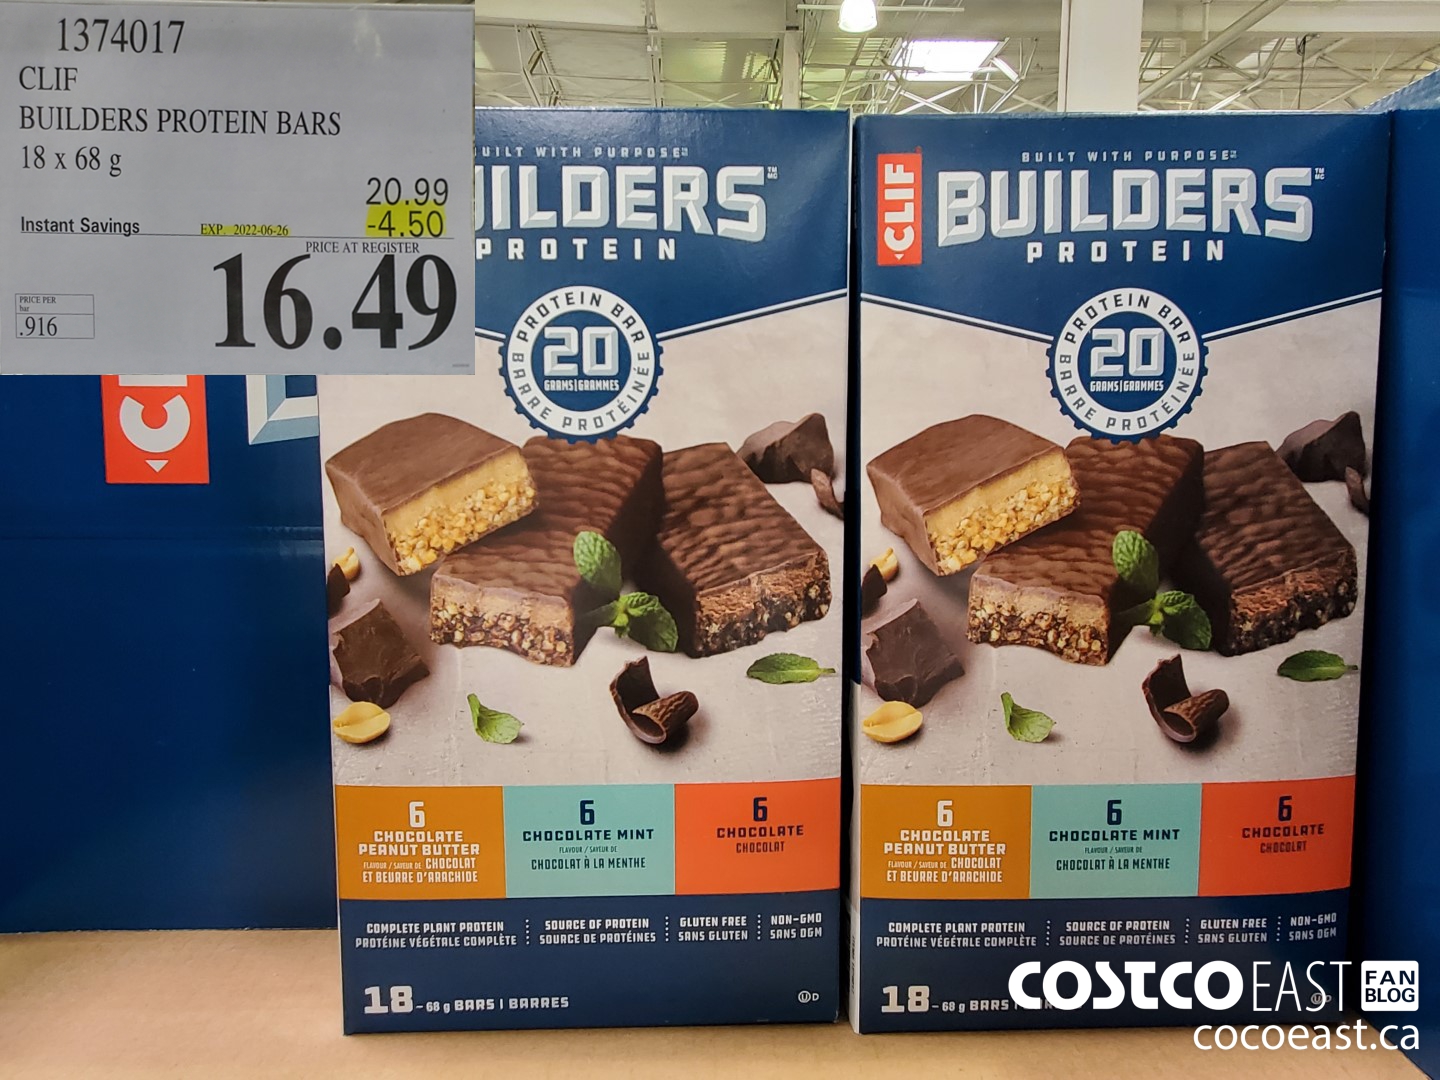 1374017
CLIF
BUILDERS PROTEIN BARS
18 x 68 g
20.99
Instant Savings EXP. 2022-06-26 -4.50
PRICE AT REGISTER
16.49
PRICE PER
bar
.916
BUILT WITH PURPOSE
UILDERS
PROTEIN
PROTEIN BAR
20
GRAMS|GRAMMES
BARRE PROTÉINÉE
6
CHOCOLATE
PEANUT BUTTER
FLAVOUR / SAVEUR DE CHOCOLAT
ET BEURRE D'ARACHIDE
6
CHOCOLATE MINT
FLAVOUR / SAVEUR DE
CHOCOLAT À LA MENTHE
6
CHOCOLATE
CHOCOLAT
COMPLETE PLANT PROTEIN
PROTÉINE VÉGÉTALE COMPLÈTE
SOURCE OF PROTEIN
SOURCE DE PROTÉINES
GLUTEN FREE
SANS GLUTEN
NON-GMO
SANS OGM
18 - 68 g BARS | BARRES
U D
BUILT WITH PURPOSE
CLIF
BUILDERS
TM
MC
PROTEIN
PROTEIN BAR
20
GRAMS|GRAMMES
BARRE PROTÉINÉE
6
CHOCOLATE
PEANUT BUTTER
FLAVOUR / SAVEUR DE CHOCOLAT
ET BEURRE D'ARACHIDE
6
CHOCOLATE MINT
FLAVOUR / SAVEUR DE
CHOCOLAT À LA MENTHE
6
CHOCOLATE
CHOCOLAT
COMPLETE PLANT PROTEIN
PROTÉINE VÉGÉTALE COMPLÈTE
SOURCE OF PROTEIN
SOURCE DE PROTÉINES
GLUTEN FREE
SANS GLUTEN
NON-GMO
SANS OGM
18 - 68 g BARS
COSTCO EAST FAN BLOG
cocoeast.ca